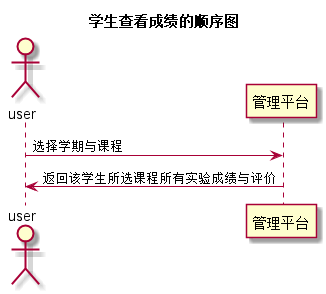 学生查看成绩的顺序图
user
管理平台
选择学期与课程
返回该学生所选课程所有实验成绩与评价
user
管理平台